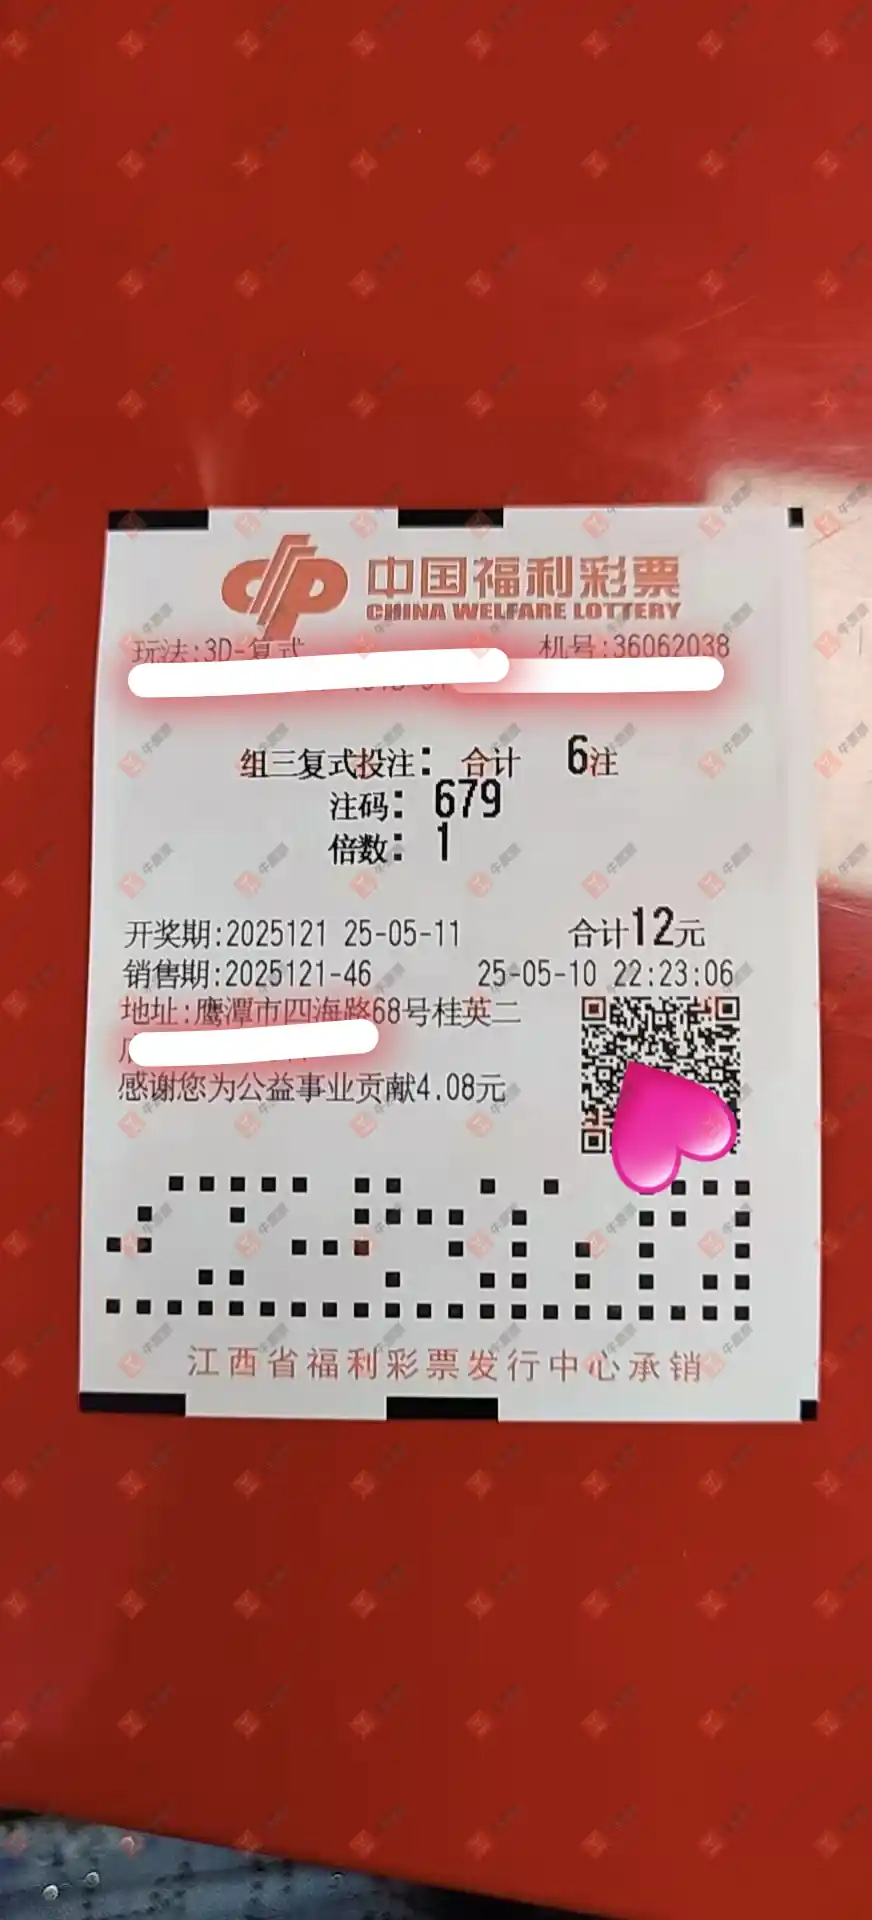 中国福利彩票
CHINA WELFARE LOTTERY
玩法:3D-复式 机号:36062038
组三复式投注: 合计 6注
注码: 679
倍数: 1
开奖期:2025121 25-05-11 合计12元
销售期:2025121-46 25-05-10 22:23:06
地址:鹰潭市四海路68号桂英二
感谢您为公益事业贡献4.08元
江西省福利彩票发行中心承销